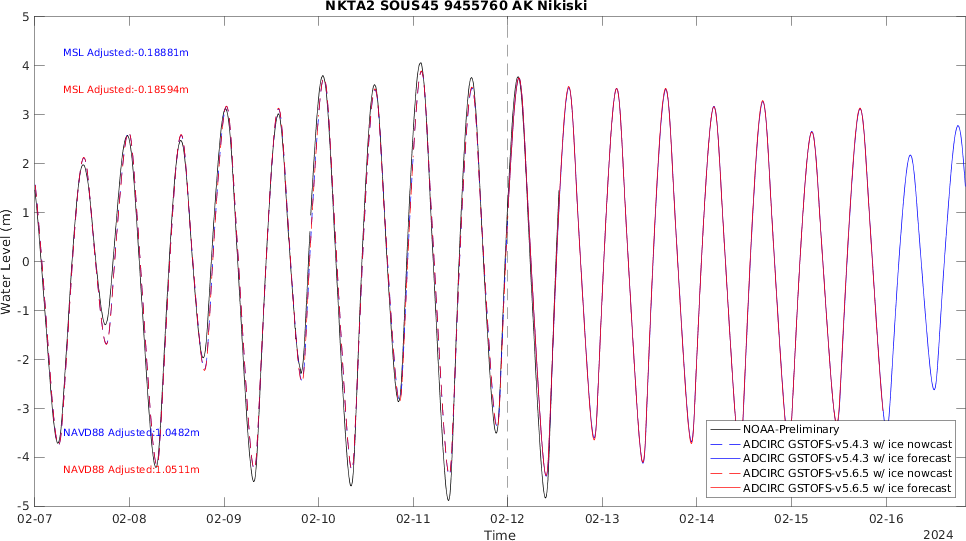 NKTA2 SOUS45 9455760 AK Nikiski
5
4
3
2
1
0
-1
-2
-3
-4
-5
Water Level (m)
MSL Adjusted:-0.18881m
MSL Adjusted:-0.18594m
NAVD88 Adjusted:1.0482m
NAVD88 Adjusted:1.0511m
NOAA-Preliminary
ADCIRC GSTOFS-v5.4.3 w/ ice nowcast
ADCIRC GSTOFS-v5.4.3 w/ ice forecast
ADCIRC GSTOFS-v5.6.5 w/ ice nowcast
ADCIRC GSTOFS-v5.6.5 w/ ice forecast
02-07 02-08 02-09 02-10 02-11 02-12 02-13 02-14 02-15 02-16
Time
2024